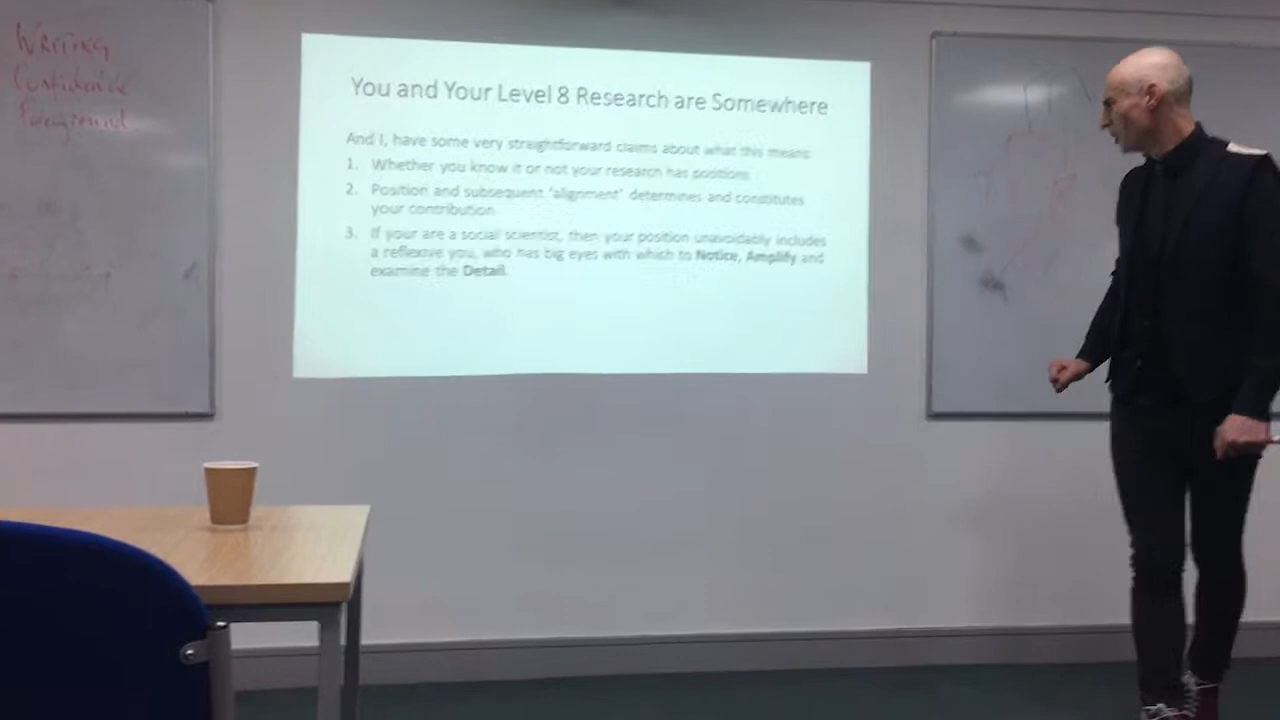 WRITING
Confidence
Foreground
You and Your Level 8 Research are Somewhere
And I, have some very straightforward claims about what this means:
1. Whether you know it or not your research has positions
2. Position and subsequent 'alignment' determines and constitutes
your contribution
3. If your are a social scientist, then your position unavoidably includes
a reflexive you, who has big eyes with which to Notice, Amplify and
examine the Detail.